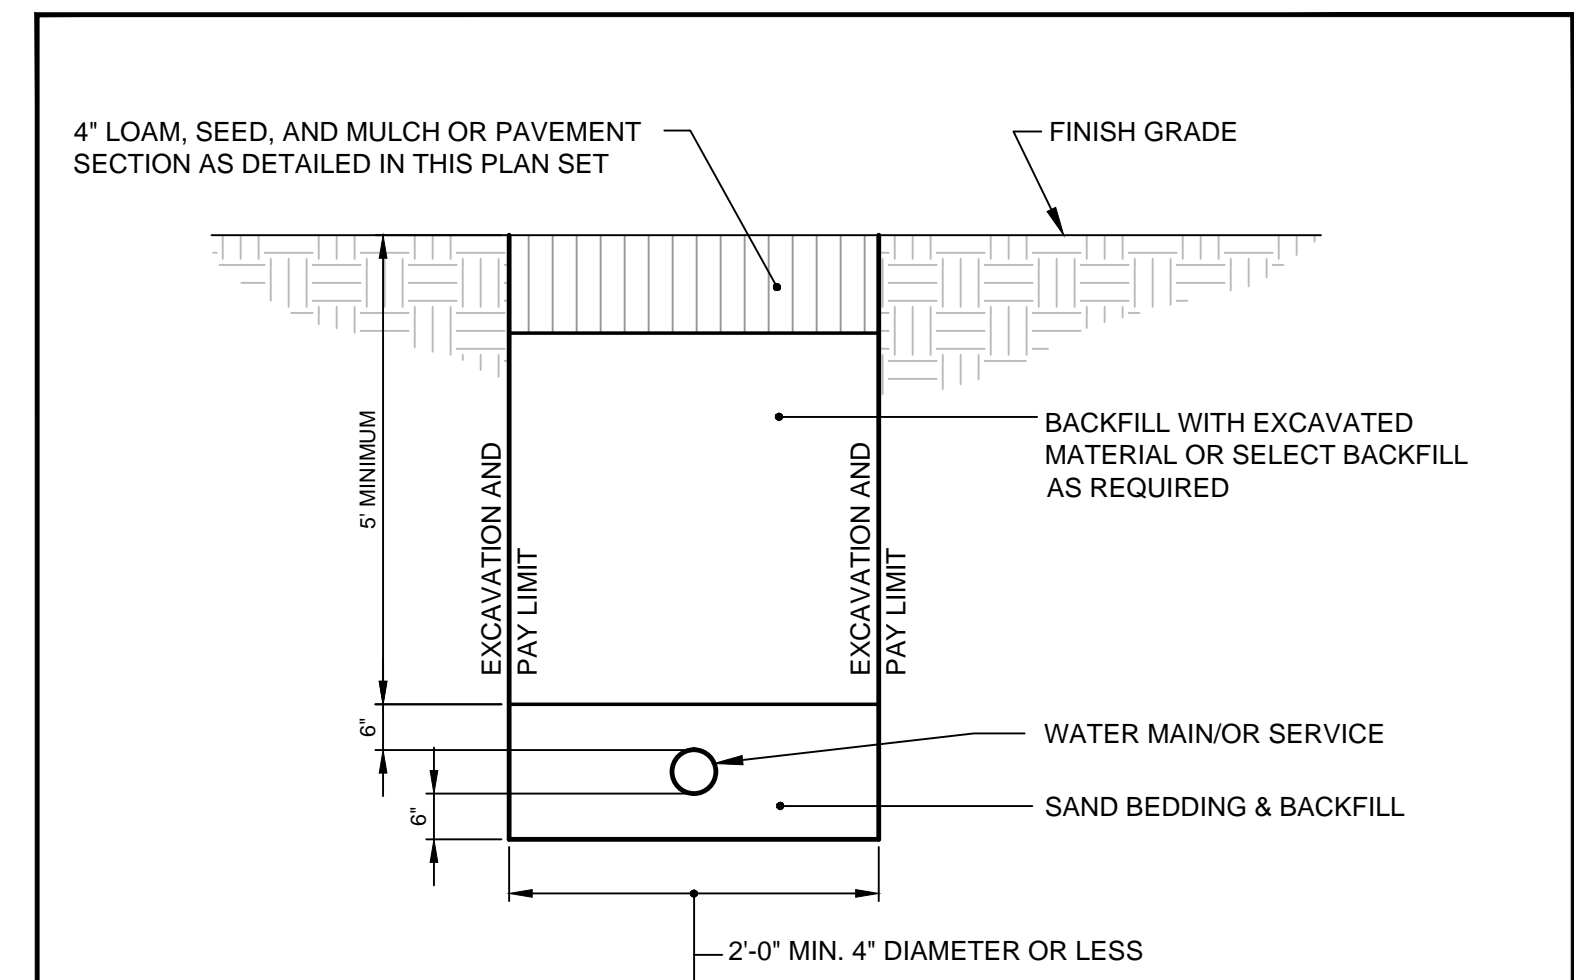 4" LOAM, SEED, AND MULCH OR PAVEMENT
SECTION AS DETAILED IN THIS PLAN SET
FINISH GRADE
5' MINIMUM
EXCAVATION AND
PAY LIMIT
EXCAVATION AND
PAY LIMIT
BACKFILL WITH EXCAVATED
MATERIAL OR SELECT BACKFILL
AS REQUIRED
6"
WATER MAIN/OR SERVICE
6"
SAND BEDDING & BACKFILL
2'-0" MIN. 4" DIAMETER OR LESS